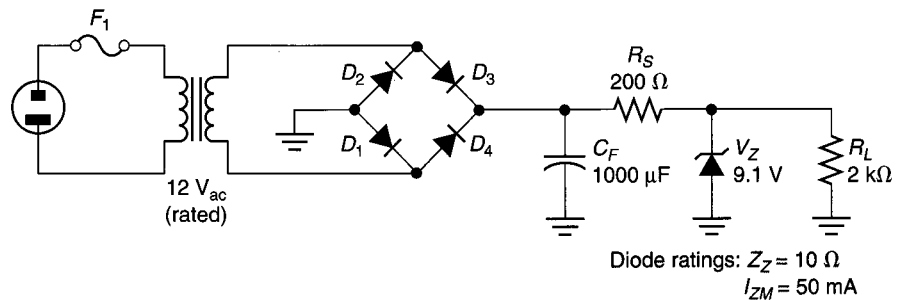 F1
RS
200 Ω
D2
D3
D1
D4
CF
1000 μF
VZ
9.1 V
RL
2 kΩ
12 Vac
(rated)
Diode ratings: ZZ = 10 Ω
IZM = 50 mA